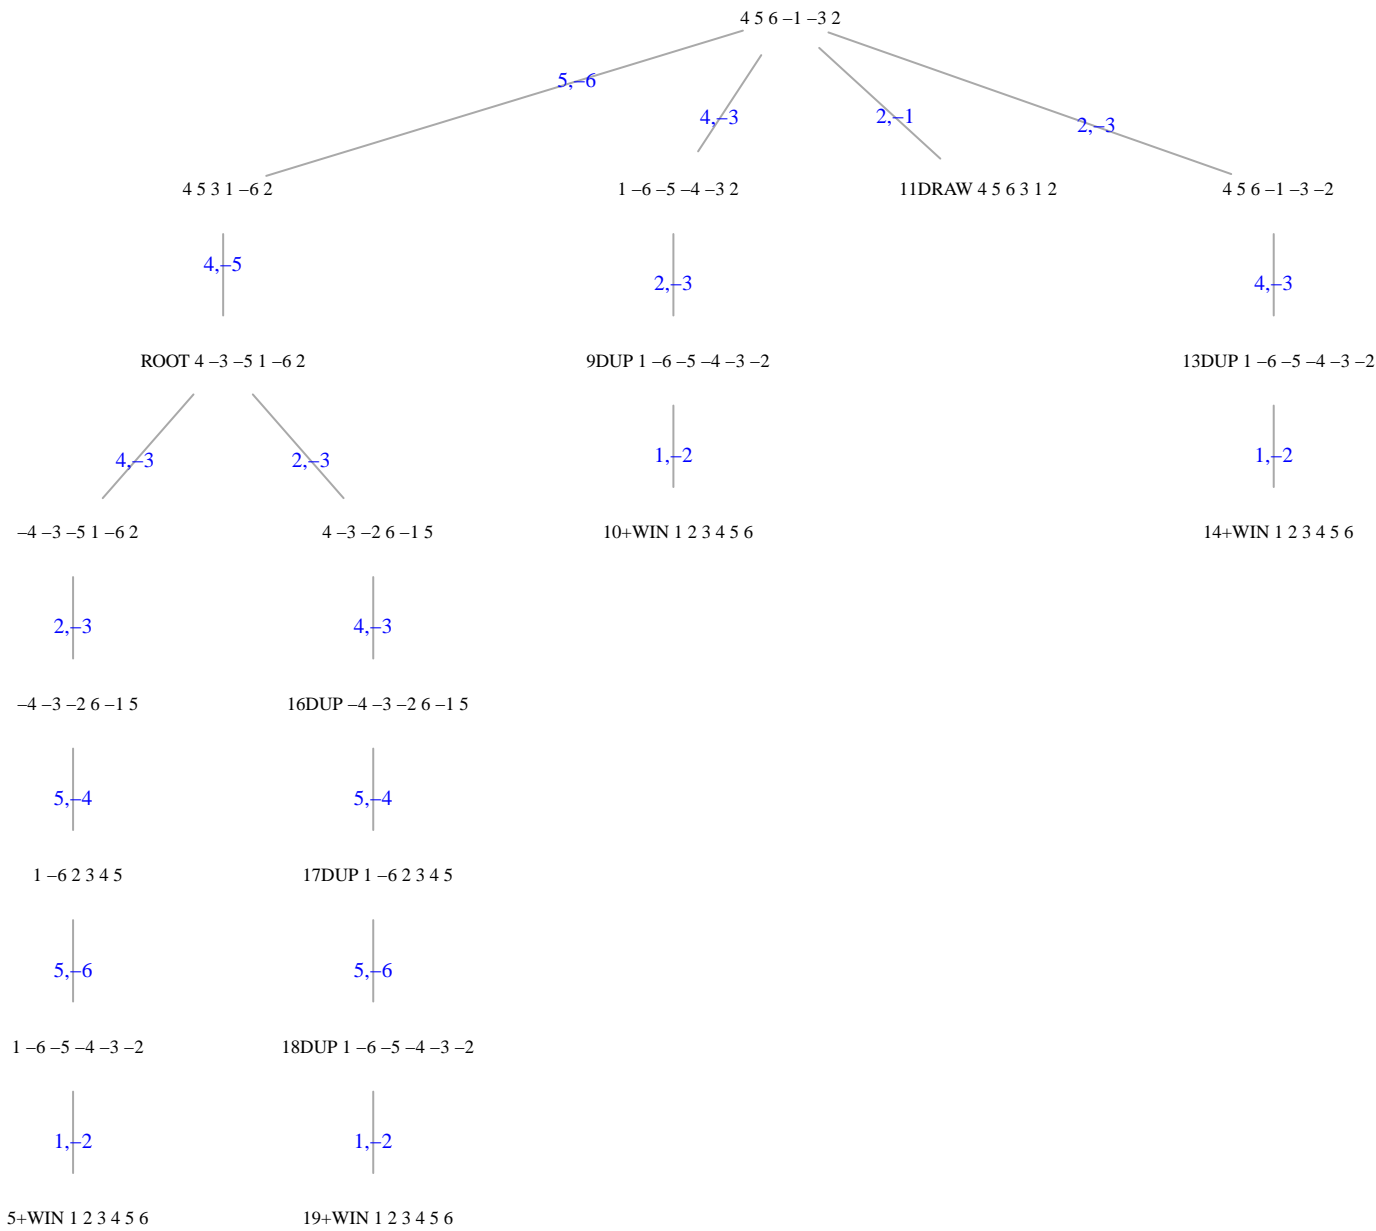 4 5 6 –1 –3 2
5,–6
4,–3
2,–1
2,–3
4 5 3 1 –6 2
1 –6 –5 –4 –3 2
11DRAW 4 5 6 3 1 2
4 5 6 –1 –3 –2
4,–5
2,–3
4,–3
ROOT 4 –3 –5 1 –6 2
9DUP 1 –6 –5 –4 –3 –2
13DUP 1 –6 –5 –4 –3 –2
4,–3
2,–3
1,–2
1,–2
–4 –3 –5 1 –6 2
4 –3 –2 6 –1 5
10+WIN 1 2 3 4 5 6
14+WIN 1 2 3 4 5 6
2,–3
4,–3
–4 –3 –2 6 –1 5
16DUP –4 –3 –2 6 –1 5
5,–4
5,–4
1 –6 2 3 4 5
17DUP 1 –6 2 3 4 5
5,–6
5,–6
1 –6 –5 –4 –3 –2
18DUP 1 –6 –5 –4 –3 –2
1,–2
1,–2
5+WIN 1 2 3 4 5 6
19+WIN 1 2 3 4 5 6